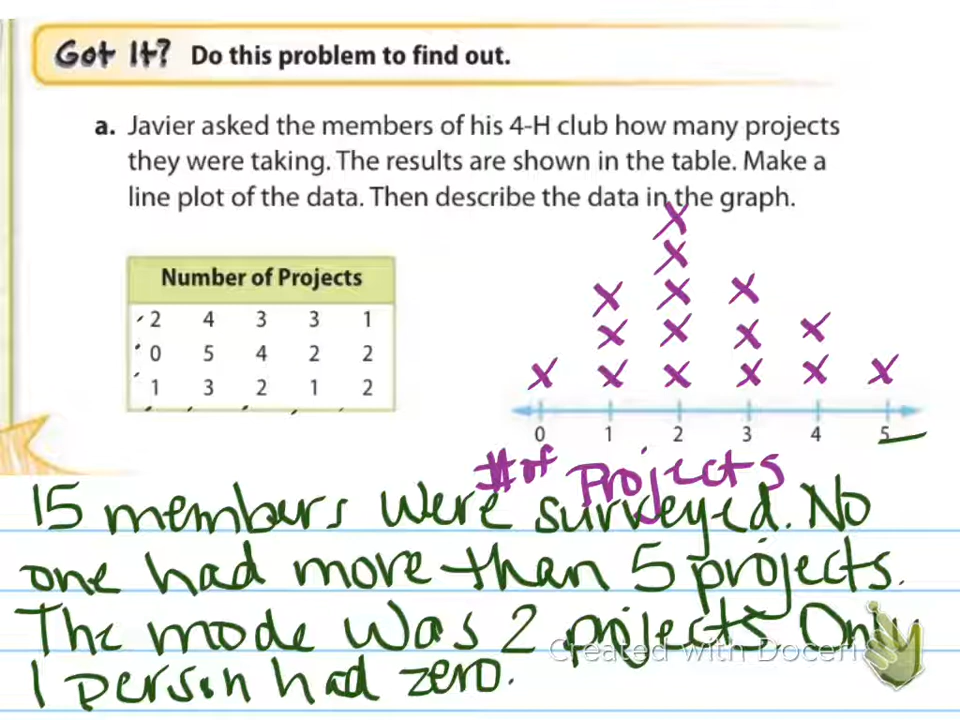 Got It? Do this problem to find out.
a. Javier asked the members of his 4-H club how many projects
they were taking. The results are shown in the table. Make a
line plot of the data. Then describe the data in the graph.
Number of Projects
2 4 3 3 1
0 5 4 2 2
1 3 2 1 2
0 1 2 3 4 5
# of Projects
15 members were surveyed. No
one had more than 5 projects.
The mode was 2 projects Only
1 person had zero.
Created with Doceri